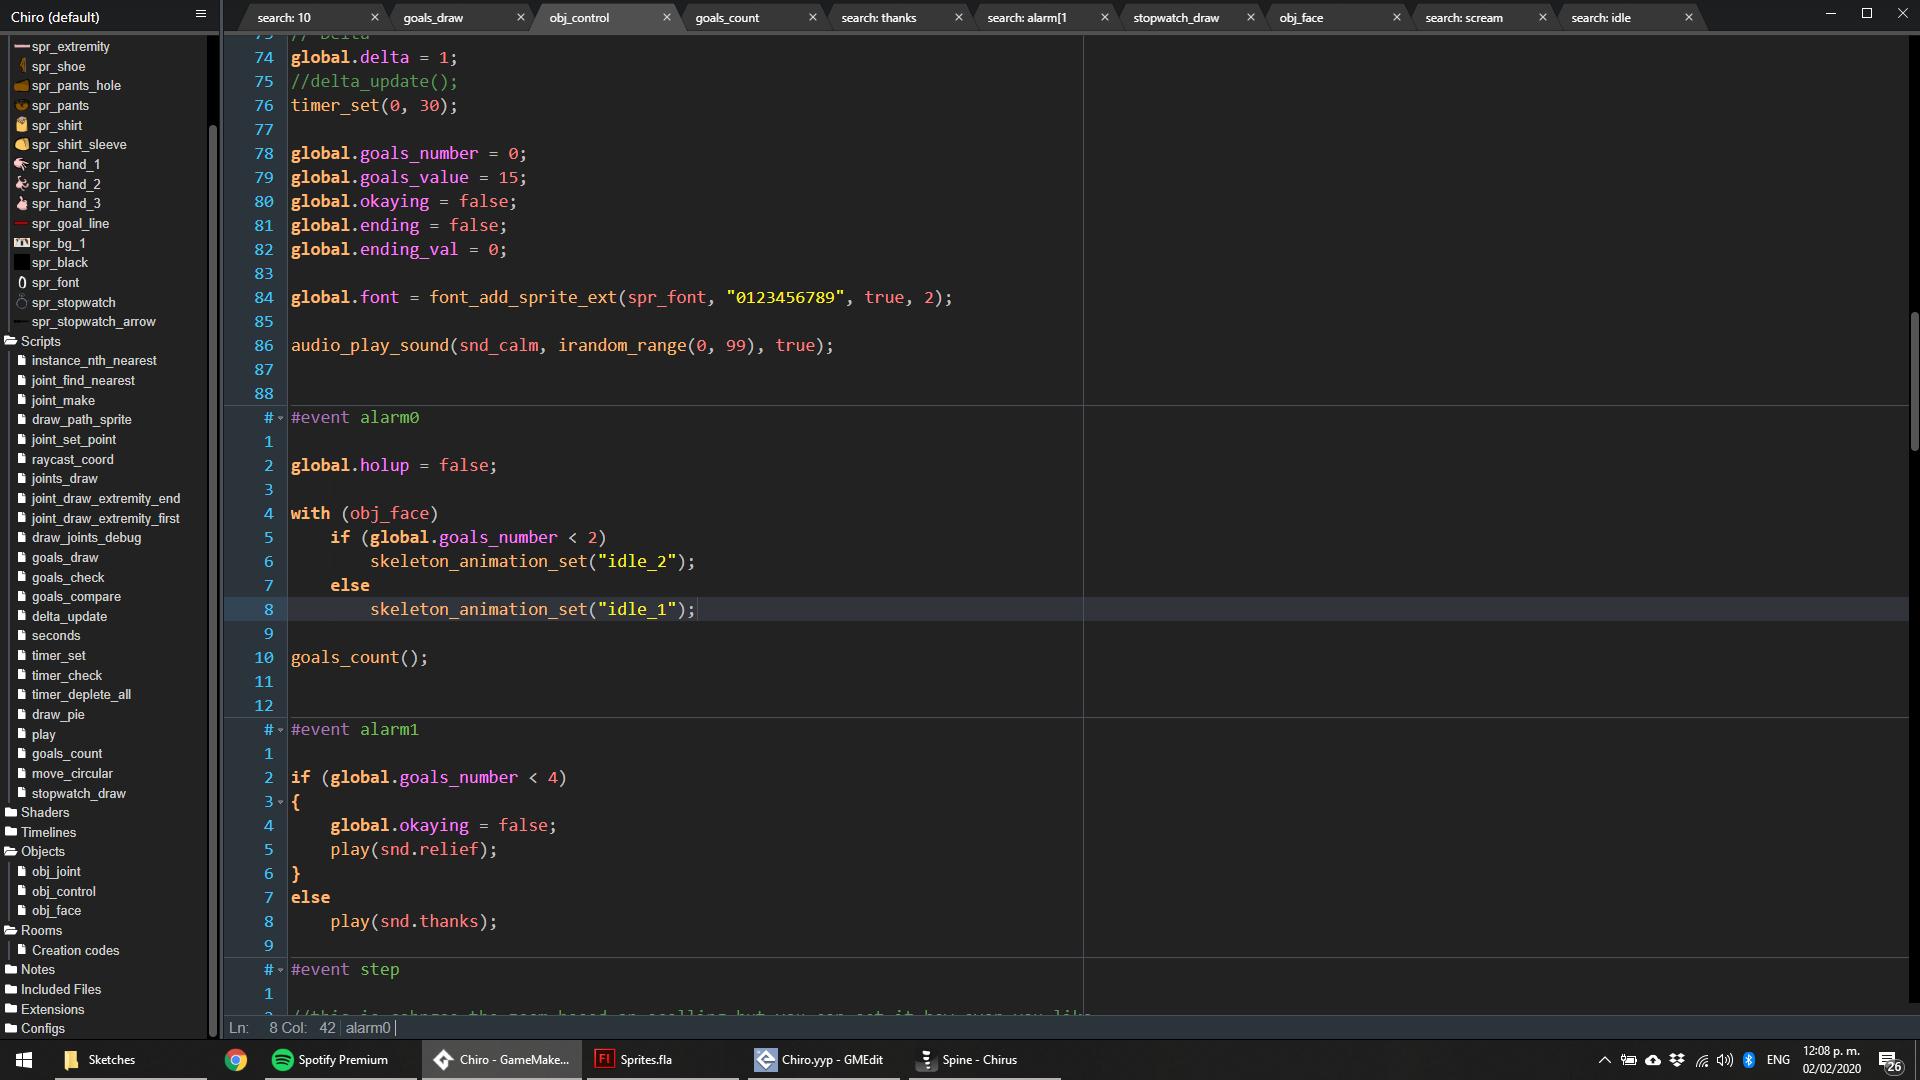 Chiro (default)
search: 10
goals_draw
obj_control
goals_count
search: thanks
search: alarm[1
stopwatch_draw
obj_face
search: scream
search: idle
spr_extremity
spr_shoe
spr_pants_hole
spr_pants
spr_shirt
spr_shirt_sleeve
spr_hand_1
spr_hand_2
spr_hand_3
spr_goal_line
spr_bg_1
spr_black
spr_font
spr_stopwatch
spr_stopwatch_arrow
Scripts
instance_nth_nearest
joint_find_nearest
joint_make
draw_path_sprite
joint_set_point
raycast_coord
joints_draw
joint_draw_extremity_end
joint_draw_extremity_first
draw_joints_debug
goals_draw
goals_check
goals_compare
delta_update
seconds
timer_set
timer_check
timer_deplete_all
draw_pie
play
goals_count
move_circular
stopwatch_draw
Shaders
Timelines
Objects
obj_joint
obj_control
obj_face
Rooms
Creation codes
Notes
Included Files
Extensions
Configs
73 // Delta
74 global.delta = 1;
75 //delta_update();
76 timer_set(0, 30);
77
78 global.goals_number = 0;
79 global.goals_value = 15;
80 global.okaying = false;
81 global.ending = false;
82 global.ending_val = 0;
83
84 global.font = font_add_sprite_ext(spr_font, "0123456789", true, 2);
85
86 audio_play_sound(snd_calm, irandom_range(0, 99), true);
87
88
# #event alarm0
1
2 global.holup = false;
3
4 with (obj_face)
5 if (global.goals_number < 2)
6 skeleton_animation_set("idle_2");
7 else
8 skeleton_animation_set("idle_1");
9
10 goals_count();
11
12
# #event alarm1
1
2 if (global.goals_number < 4)
3 {
4 global.okaying = false;
5 play(snd.relief);
6 }
7 else
8 play(snd.thanks);
9
# #event step
1
Ln: 8 Col: 42 alarm0
Sketches
Spotify Premium
Chiro - GameMake...
Fl
Sprites.fla
Chiro.yyp - GMEdit
Spine - Chirus
ENG
12:08 p. m.
02/02/2020
26